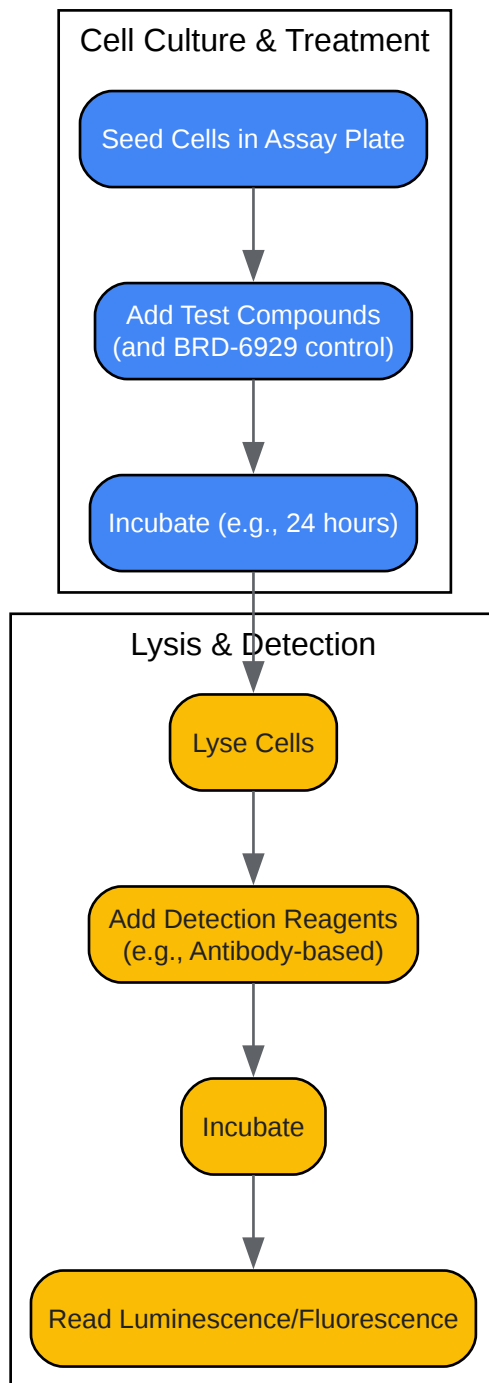 Cell Culture & Treatment
Seed Cells in Assay Plate
Add Test Compounds
(and BRD-6929 control)
Incubate (e.g., 24 hours)
Lysis & Detection
Lyse Cells
Add Detection Reagents
(e.g., Antibody-based)
Incubate
Read Luminescence/Fluorescence